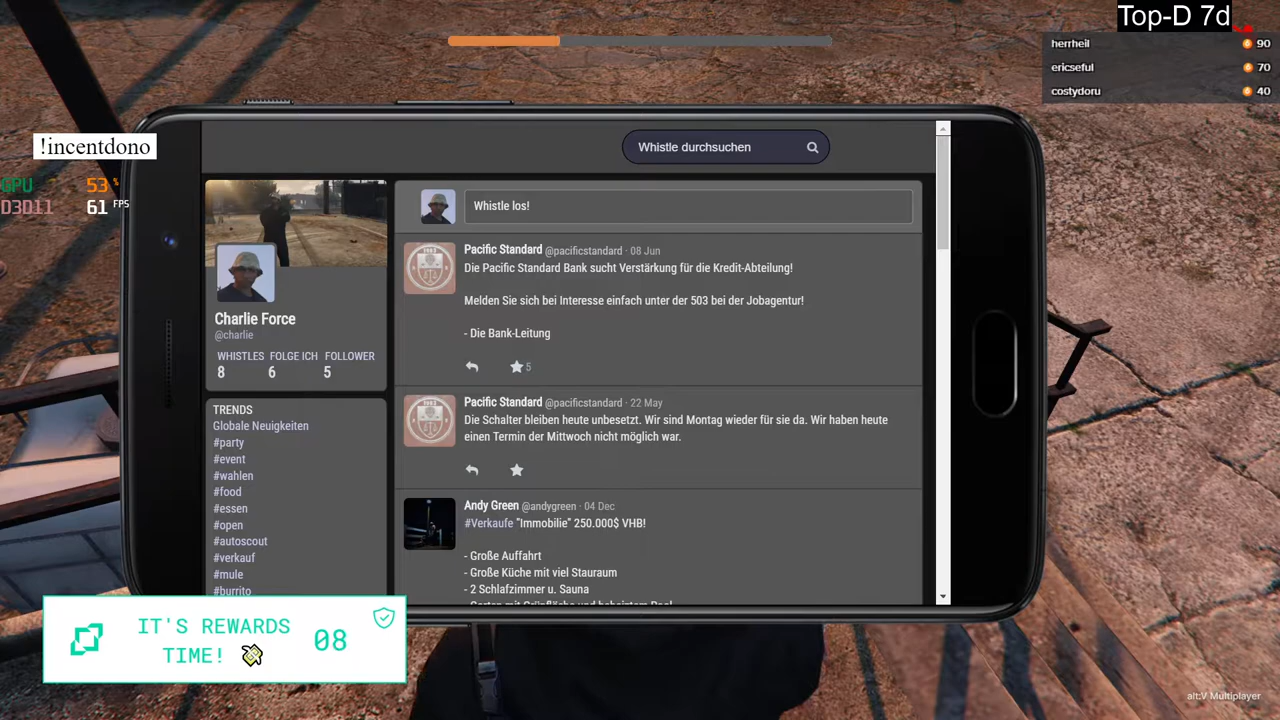 Top-D 7d
herrheil 90
ericseful 70
costydoru 40
!incentdono
GPU 53 %
D3D11 61 FPS
Whistle durchsuchen
Charlie Force
@charlie
WHISTLES FOLGE ICH FOLLOWER
8 6 5
TRENDS
Globale Neuigkeiten
#party
#event
#wahlen
#food
#essen
#open
#autoscout
#verkauf
#mule
#burrito
Whistle los!
Pacific Standard @pacificstandard · 08 Jun
Die Pacific Standard Bank sucht Verstärkung für die Kredit-Abteilung!
Melden Sie sich bei Interesse einfach unter der 503 bei der Jobagentur!
- Die Bank-Leitung
5
Pacific Standard @pacificstandard · 22 May
Die Schalter bleiben heute unbesetzt. Wir sind Montag wieder für sie da. Wir haben heute
einen Termin der Mittwoch nicht möglich war.
Andy Green @andygreen · 04 Dec
#Verkaufe "Immobilie" 250.000$ VHB!
- Große Auffahrt
- Große Küche mit viel Stauraum
- 2 Schlafzimmer u. Sauna
IT'S REWARDS
TIME!
08
alt:V Multiplayer